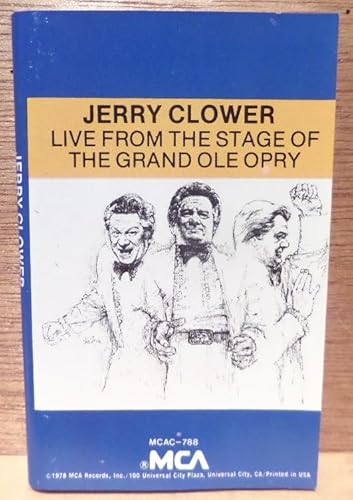 JERRY CLOWER
LIVE FROM THE STAGE OF
THE GRAND OLE OPRY
JERRY CLOWER
MCAC-788
®MCA
©1978 MCA Records, Inc./100 Universal City Plaza, Universal City, CA/Printed in USA